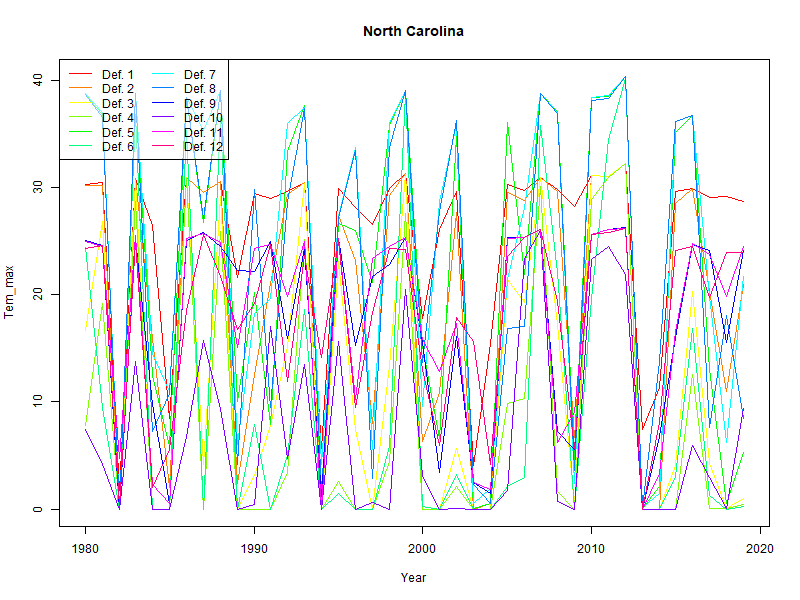 North Carolina
Tem_max
40
30
20
10
0
Def. 1 Def. 7
Def. 2 Def. 8
Def. 3 Def. 9
Def. 4 Def. 10
Def. 5 Def. 11
Def. 6 Def. 12
1980 1990 2000 2010 2020
Year